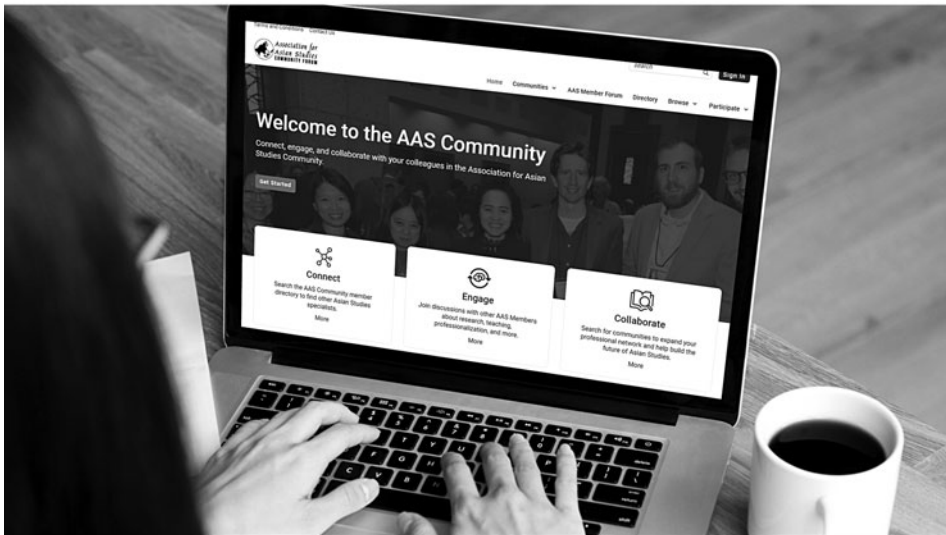 Terms and Conditions Contact Us
Association for
Asian Studies
COMMUNITY FORUM
Search
Sign In
Home Communities AAS Member Forum Directory Browse Participate
Welcome to the AAS Community
Connect, engage, and collaborate with your colleagues in the Association for Asian
Studies Community.
Get Started
Connect
Search the AAS Community member
directory to find other Asian Studies
specialists.
More
Engage
Join discussions with other AAS Members
about research, teaching,
professionalization, and more.
More
Collaborate
Search for communities to expand your
professional network and help build the
future of Asian Studies.
More